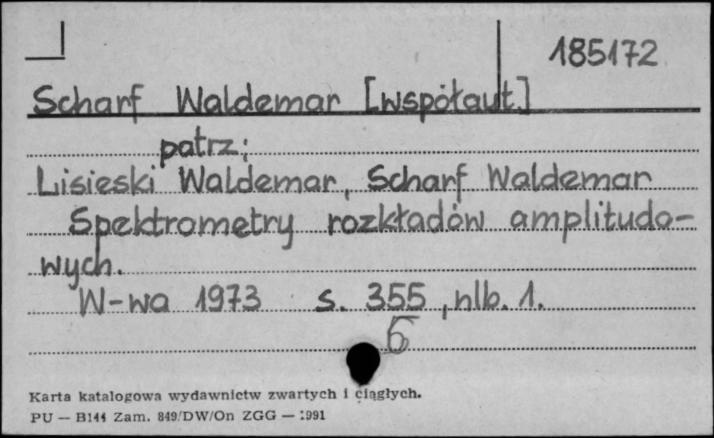 185172
Scharf Waldemar [współaut.]
patrz:
Lisieski Waldemar, Scharf Waldemar
Spektrometry rozkładów amplitudo-
wych.
W-wa 1973 s. 355, nlb. 1.
6
Karta katalogowa wydawnictw zwartych i ciągłych.
PU — B144 Zam. 849/DW/On ZGG — 1991